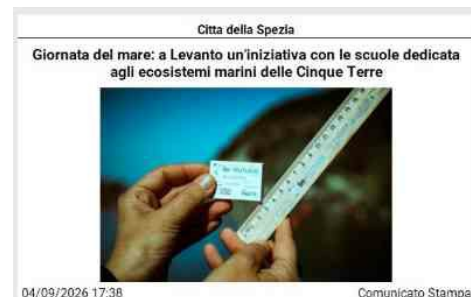 Citta della Spezia
Giornata del mare: a Levanto un'iniziativa con le scuole dedicata
agli ecosistemi marini delle Cinque Terre
04/09/2026 17:38
Comunicato Stampa